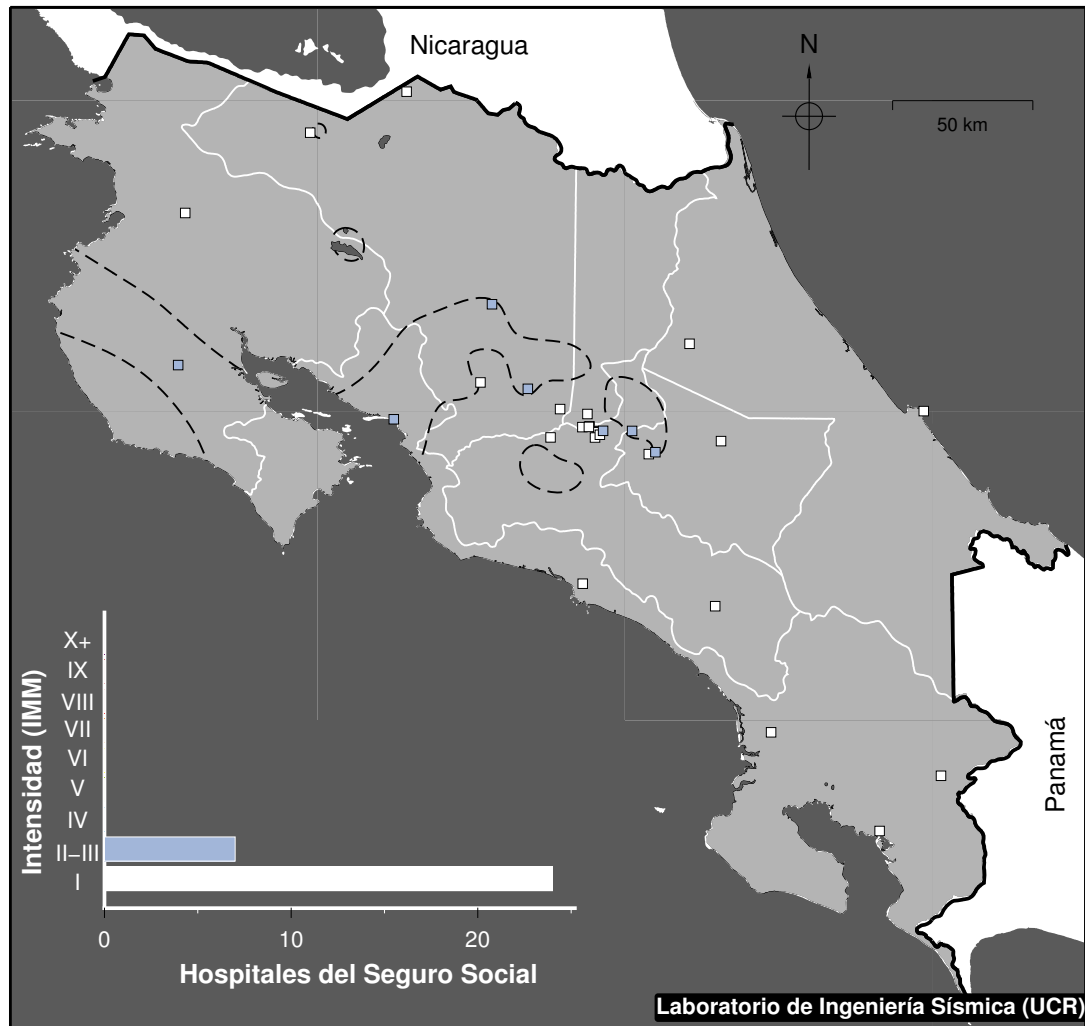 Nicaragua
N
50 km
Panamá
Intensidad (IMM)
X+
IX
VIII
VII
VI
V
IV
II–III
I
0 10 20
Hospitales del Seguro Social
Laboratorio de Ingeniería Sísmica (UCR)